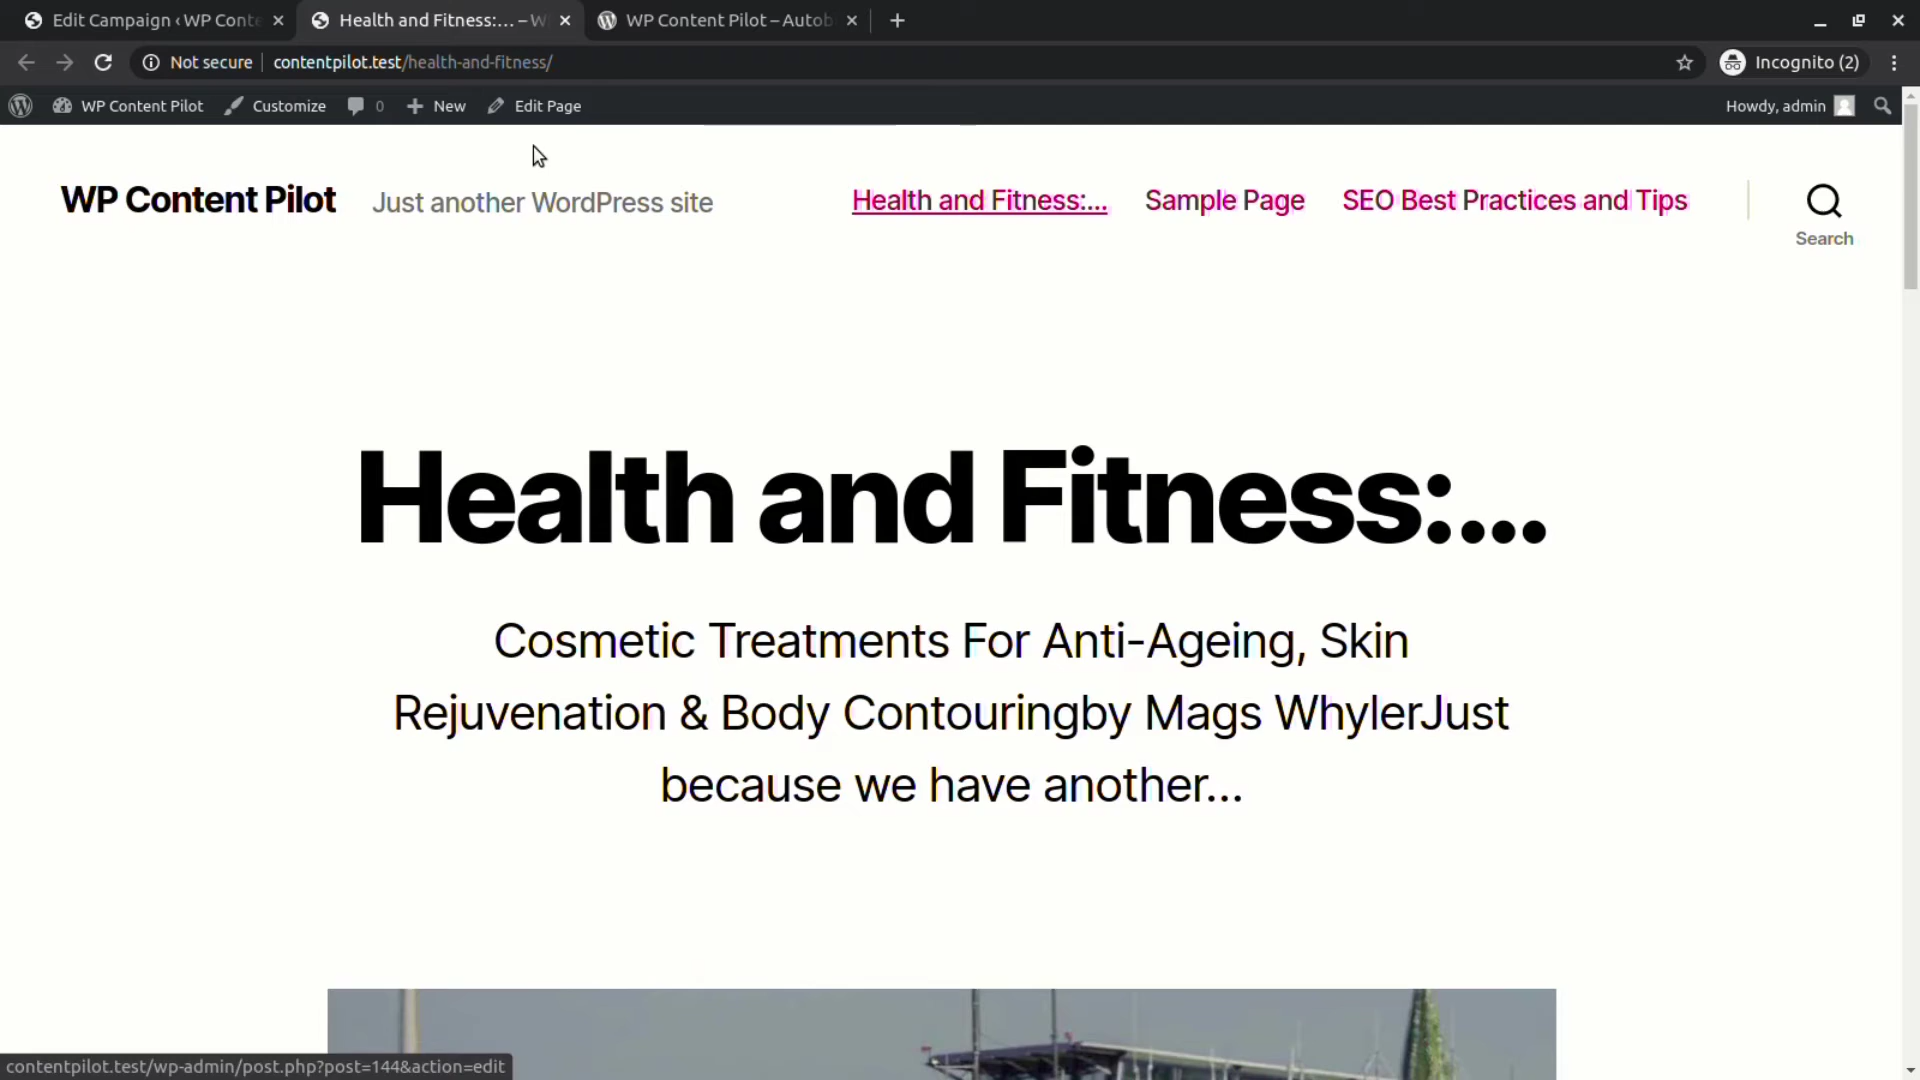 Edit Campaign ‹ WP Conte
Health and Fitness:… – W
WP Content Pilot – Autob
Not secure
contentpilot.test/health-and-fitness/
Incognito (2)
WP Content Pilot
Customize
0
New
Edit Page
Howdy, admin
WP Content Pilot
Just another WordPress site
Health and Fitness:…
Sample Page
SEO Best Practices and Tips
Search
Health and Fitness:…
Cosmetic Treatments For Anti-Ageing, Skin
Rejuvenation & Body Contouringby Mags WhylerJust
because we have another…
contentpilot.test/wp-admin/post.php?post=144&action=edit